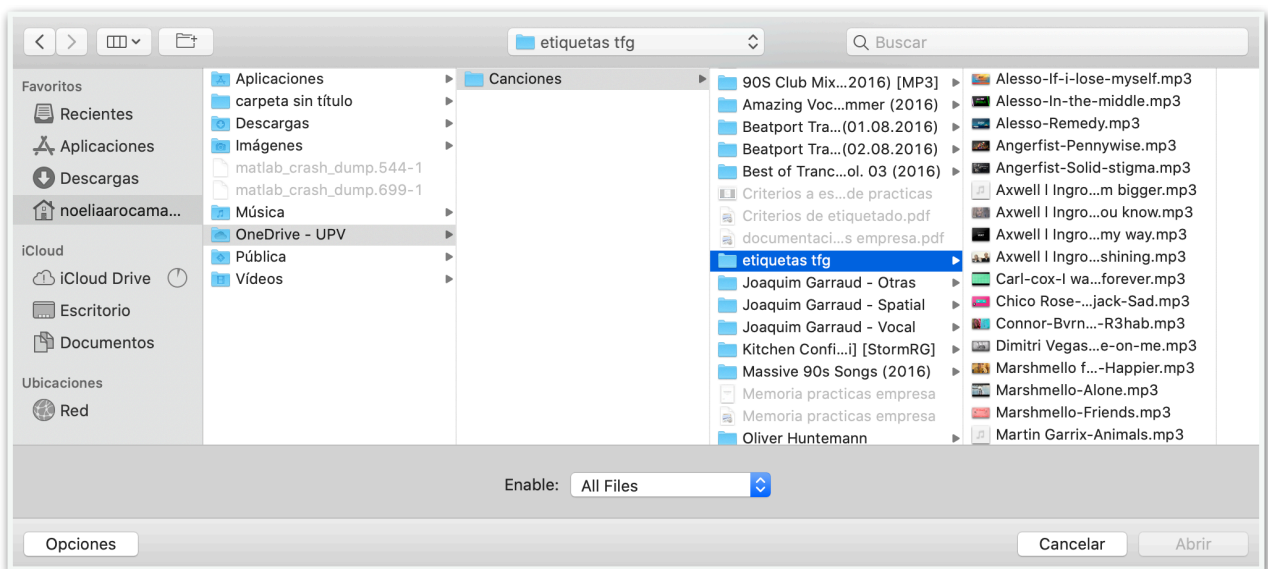 etiquetas tfg
Buscar
Favoritos
Recientes
Aplicaciones
Descargas
noeliaarocama...
iCloud
iCloud Drive
Escritorio
Documentos
Ubicaciones
Red
Aplicaciones
carpeta sin título
Descargas
Imágenes
matlab_crash_dump.544-1
matlab_crash_dump.699-1
Música
OneDrive - UPV
Pública
Vídeos
Canciones
90S Club Mix...2016) [MP3]
Amazing Voc...mmer (2016)
Beatport Tra...(01.08.2016)
Beatport Tra...(02.08.2016)
Best of Tranc...ol. 03 (2016)
Criterios a es...de practicas
Criterios de etiquetado.pdf
documentaci...s empresa.pdf
etiquetas tfg
Joaquim Garraud - Otras
Joaquim Garraud - Spatial
Joaquim Garraud - Vocal
Kitchen Confi...i] [StormRG]
Massive 90s Songs (2016)
Memoria practicas empresa
Memoria practicas empresa
Oliver Huntemann
Alesso-If-i-lose-myself.mp3
Alesso-In-the-middle.mp3
Alesso-Remedy.mp3
Angerfist-Pennywise.mp3
Angerfist-Solid-stigma.mp3
Axwell l Ingro...m bigger.mp3
Axwell l Ingro...ou know.mp3
Axwell l Ingro...my way.mp3
Axwell l Ingro...shining.mp3
Carl-cox-I wa...forever.mp3
Chico Rose-...jack-Sad.mp3
Connor-Bvrn...-R3hab.mp3
Dimitri Vegas...e-on-me.mp3
Marshmello f...-Happier.mp3
Marshmello-Alone.mp3
Marshmello-Friends.mp3
Martin Garrix-Animals.mp3
Enable: All Files
Opciones
Cancelar
Abrir